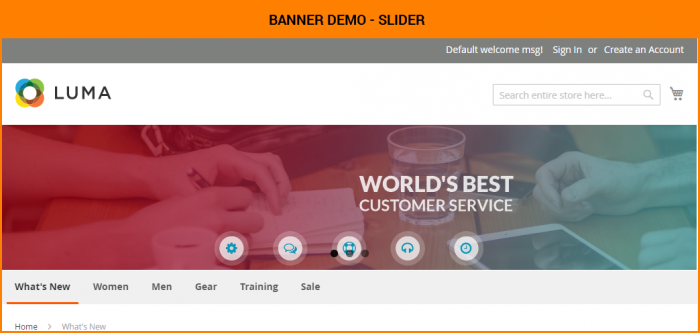 BANNER DEMO - SLIDER
Default welcome msg! Sign In or Create an Account
LUMA
Search entire store here...
WORLD'S BEST
CUSTOMER SERVICE
What's New Women Men Gear Training Sale
Home > What's New